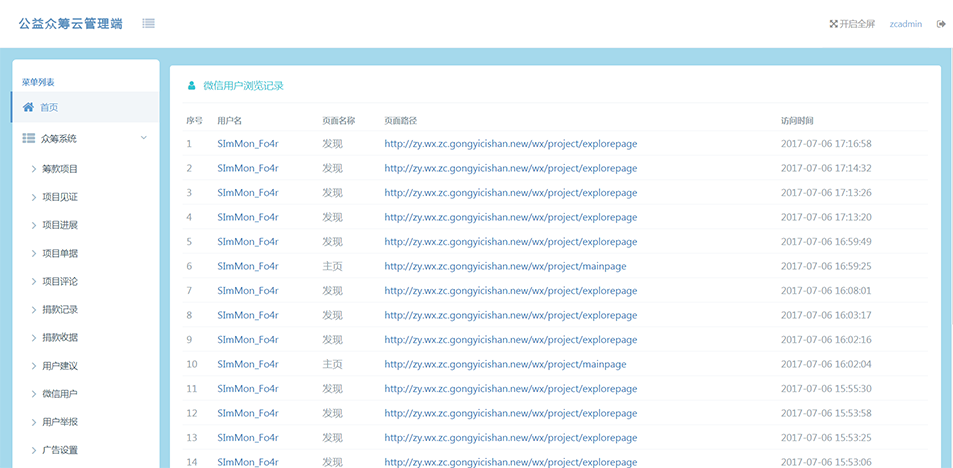 公益众筹云管理端
开启全屏 zcadmin
菜单列表
首页
众筹系统
筹款项目
项目见证
项目进展
项目单据
项目评论
捐款记录
捐款收据
用户建议
微信用户
用户举报
广告设置
微信用户浏览记录
序号 用户名 页面名称 页面路径 访问时间
1 SImMon_Fo4r 发现 http://zy.wx.zc.gongyicishan.new/wx/project/explorepage 2017-07-06 17:16:58
2 SImMon_Fo4r 发现 http://zy.wx.zc.gongyicishan.new/wx/project/explorepage 2017-07-06 17:14:32
3 SImMon_Fo4r 发现 http://zy.wx.zc.gongyicishan.new/wx/project/explorepage 2017-07-06 17:13:26
4 SImMon_Fo4r 发现 http://zy.wx.zc.gongyicishan.new/wx/project/explorepage 2017-07-06 17:13:20
5 SImMon_Fo4r 发现 http://zy.wx.zc.gongyicishan.new/wx/project/explorepage 2017-07-06 16:59:49
6 SImMon_Fo4r 主页 http://zy.wx.zc.gongyicishan.new/wx/project/mainpage 2017-07-06 16:59:25
7 SImMon_Fo4r 发现 http://zy.wx.zc.gongyicishan.new/wx/project/explorepage 2017-07-06 16:08:01
8 SImMon_Fo4r 发现 http://zy.wx.zc.gongyicishan.new/wx/project/explorepage 2017-07-06 16:03:17
9 SImMon_Fo4r 发现 http://zy.wx.zc.gongyicishan.new/wx/project/explorepage 2017-07-06 16:02:16
10 SImMon_Fo4r 主页 http://zy.wx.zc.gongyicishan.new/wx/project/mainpage 2017-07-06 16:02:04
11 SImMon_Fo4r 发现 http://zy.wx.zc.gongyicishan.new/wx/project/explorepage 2017-07-06 15:55:30
12 SImMon_Fo4r 发现 http://zy.wx.zc.gongyicishan.new/wx/project/explorepage 2017-07-06 15:53:58
13 SImMon_Fo4r 发现 http://zy.wx.zc.gongyicishan.new/wx/project/explorepage 2017-07-06 15:53:25
14 SImMon_Fo4r 发现 http://zy.wx.zc.gongyicishan.new/wx/project/explorepage 2017-07-06 15:53:06